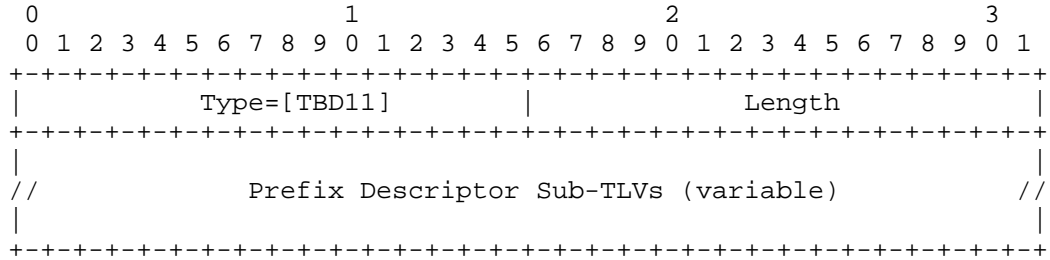 0                   1                   2                   3
 0 1 2 3 4 5 6 7 8 9 0 1 2 3 4 5 6 7 8 9 0 1 2 3 4 5 6 7 8 9 0 1
+-+-+-+-+-+-+-+-+-+-+-+-+-+-+-+-+-+-+-+-+-+-+-+-+-+-+-+-+-+-+-+-+
|           Type=[TBD11]        |             Length            |
+-+-+-+-+-+-+-+-+-+-+-+-+-+-+-+-+-+-+-+-+-+-+-+-+-+-+-+-+-+-+-+-+
|                                                               |
//             Prefix Descriptor Sub-TLVs (variable)           //
|                                                               |
+-+-+-+-+-+-+-+-+-+-+-+-+-+-+-+-+-+-+-+-+-+-+-+-+-+-+-+-+-+-+-+-+